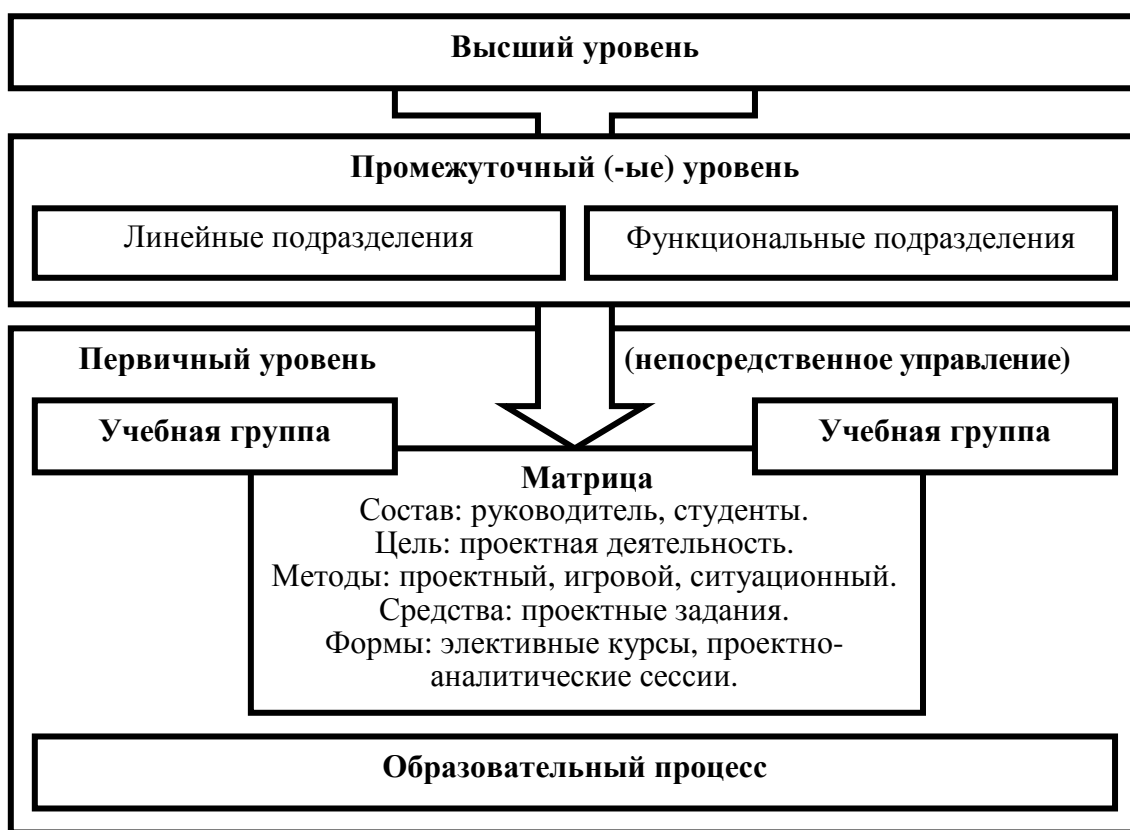 Высший уровень
Промежуточный (-ые) уровень
Линейные подразделения
Функциональные подразделения
Первичный уровень
(непосредственное управление)
Учебная группа
Учебная группа
Матрица
Состав: руководитель, студенты.
Цель: проектная деятельность.
Методы: проектный, игровой, ситуационный.
Средства: проектные задания.
Формы: элективные курсы, проектно-
аналитические сессии.
Образовательный процесс